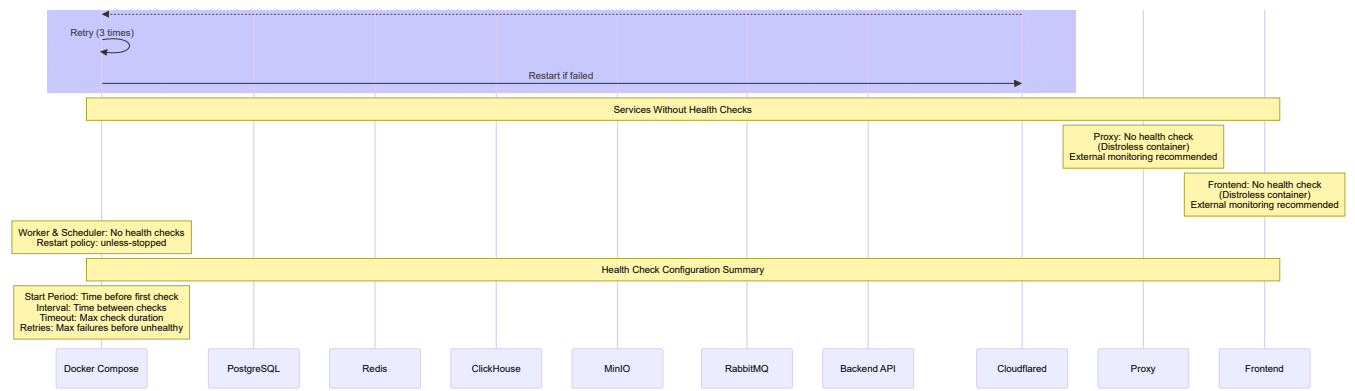 Retry (3 times)
Restart if failed
Services Without Health Checks
Proxy: No health check
(Distroless container)
External monitoring recommended
Frontend: No health check
(Distroless container)
External monitoring recommended
Worker & Scheduler: No health checks
Restart policy: unless-stopped
Health Check Configuration Summary
Start Period: Time before first check
Interval: Time between checks
Timeout: Max check duration
Retries: Max failures before unhealthy
Docker Compose
PostgreSQL
Redis
ClickHouse
MinIO
RabbitMQ
Backend API
Cloudflared
Proxy
Frontend